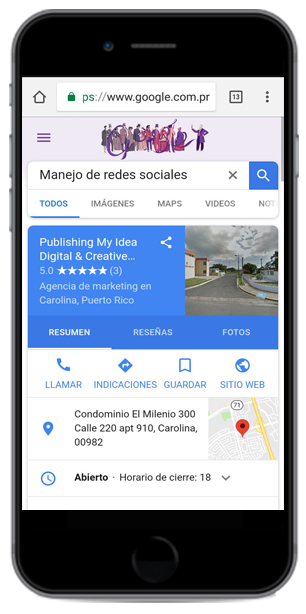 ps://www.google.com.pr
13
Manejo de redes sociales
TODOS IMÁGENES MAPS VIDEOS NOT
Publishing My Idea
Digital & Creative...
5.0 ★★★★★ (3)
Agencia de marketing en
Carolina, Puerto Rico
RESUMEN RESEÑAS FOTOS
LLAMAR INDICACIONES GUARDAR SITIO WEB
Condominio El Milenio 300
Calle 220 apt 910, Carolina,
00982
71
Abierto · Horario de cierre: 18